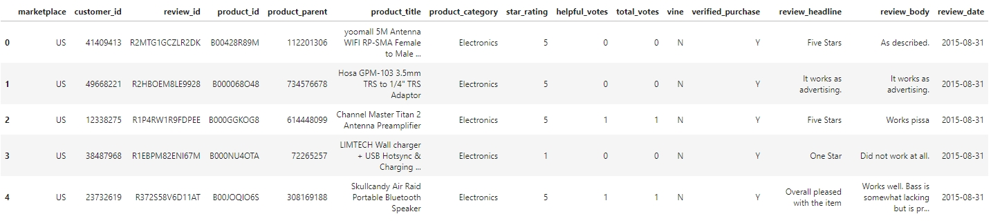 marketplace customer_id review_id product_id product_parent product_title product_category star_rating helpful_votes total_votes vine verified_purchase review_headline review_body review_date
0 US 41409413 R2MTG1GCZLR2DK B00428R89M 112201306 yoomall 5M Antenna WIFI RP-SMA Female to Male ... Electronics 5 0 0 N Y Five Stars As described. 2015-08-31
1 US 49668221 R2HBOEM8LE9928 B000068O48 734576678 Hosa GPM-103 3.5mm TRS to 1/4" TRS Adaptor Electronics 5 0 0 N Y It works as advertising. It works as advertising. 2015-08-31
2 US 12338275 R1P4RW1R9FDPEE B000GGKOG8 614448099 Channel Master Titan 2 Antenna Preamplifier Electronics 5 1 1 N Y Five Stars Works pissa 2015-08-31
3 US 38487968 R1EBPM82ENI67M B000NU4OTA 72265257 LIMTECH Wall charger + USB Hotsync & Charging ... Electronics 1 0 0 N Y One Star Did not work at all. 2015-08-31
4 US 23732619 R372S58V6D11AT B00JOQIO6S 308169188 Skullcandy Air Raid Portable Bluetooth Speaker Electronics 5 1 1 N Y Overall pleased with the item Works well. Bass is somewhat lacking but is pr... 2015-08-31